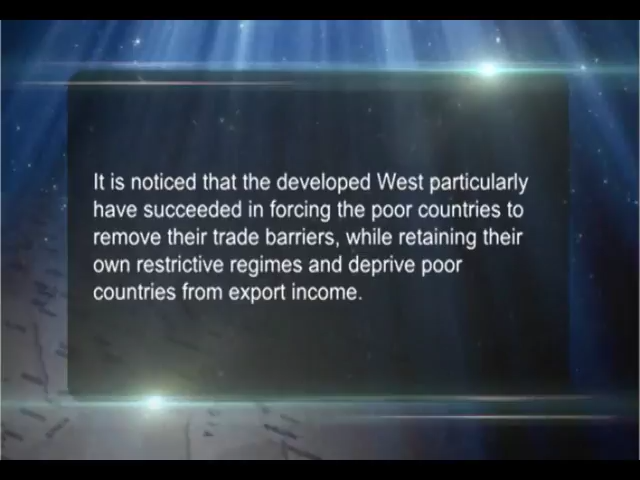 It is noticed that the developed West particularly
have succeeded in forcing the poor countries to
remove their trade barriers, while retaining their
own restrictive regimes and deprive poor
countries from export income.